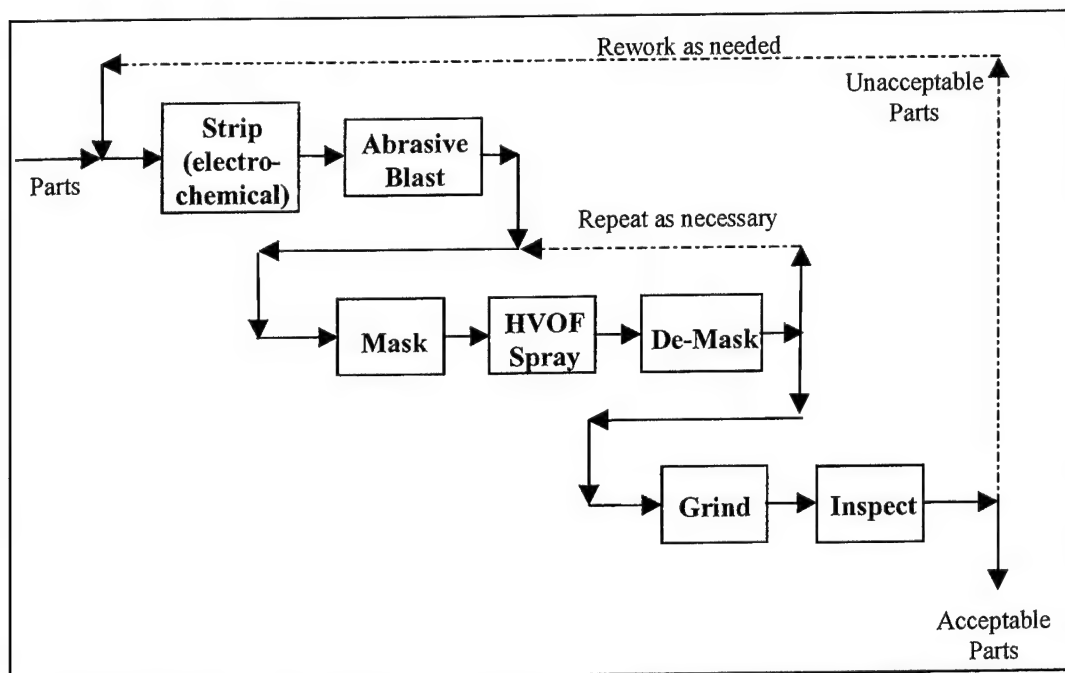 Rework as needed
Unacceptable
Parts
Parts
Strip
(electro-
chemical)
Abrasive
Blast
Repeat as necessary
Mask
HVOF
Spray
De-Mask
Grind
Inspect
Acceptable
Parts